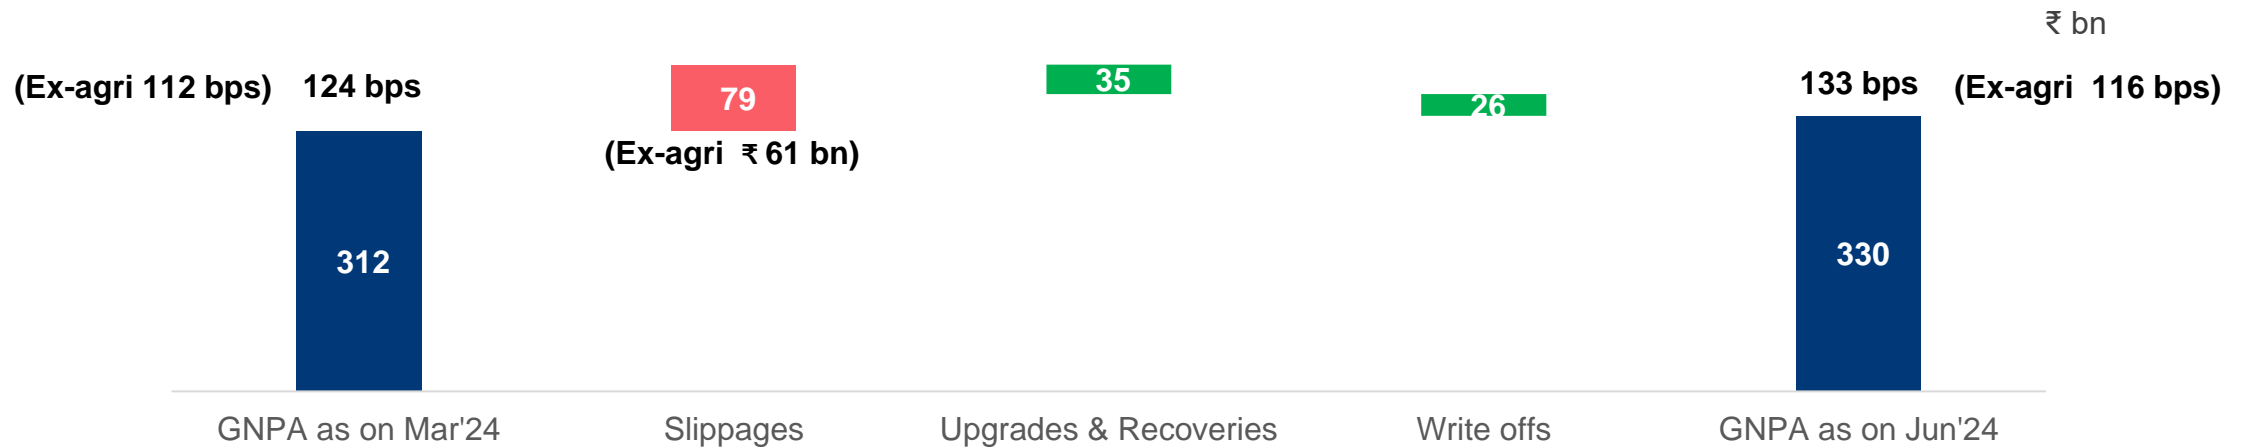 ₹ bn
(Ex-agri 112 bps) 124 bps
79
35
26
133 bps (Ex-agri 116 bps)
(Ex-agri ₹ 61 bn)
312
330
GNPA as on Mar'24 Slippages Upgrades & Recoveries Write offs GNPA as on Jun'24